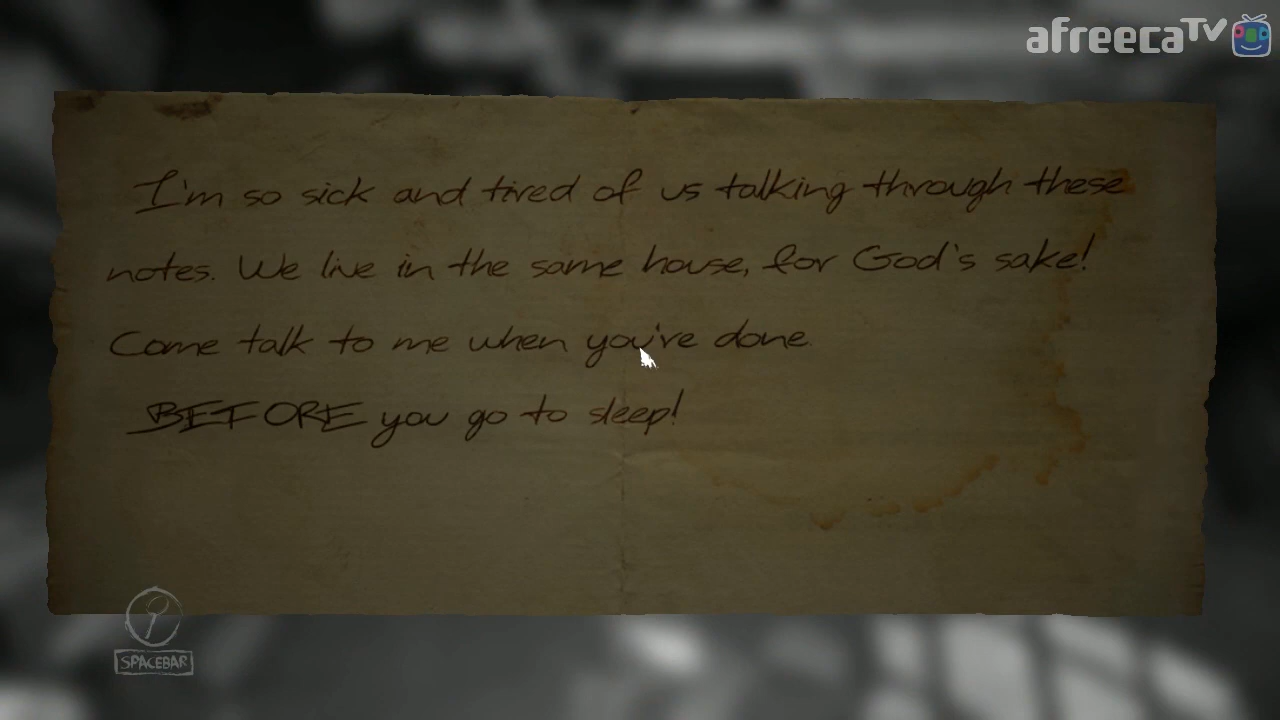 afreecaTV
I'm so sick and tired of us talking through these
notes. We live in the same house, for God's sake!
Come talk to me when you're done.
BEFORE you go to sleep!
SPACEBAR